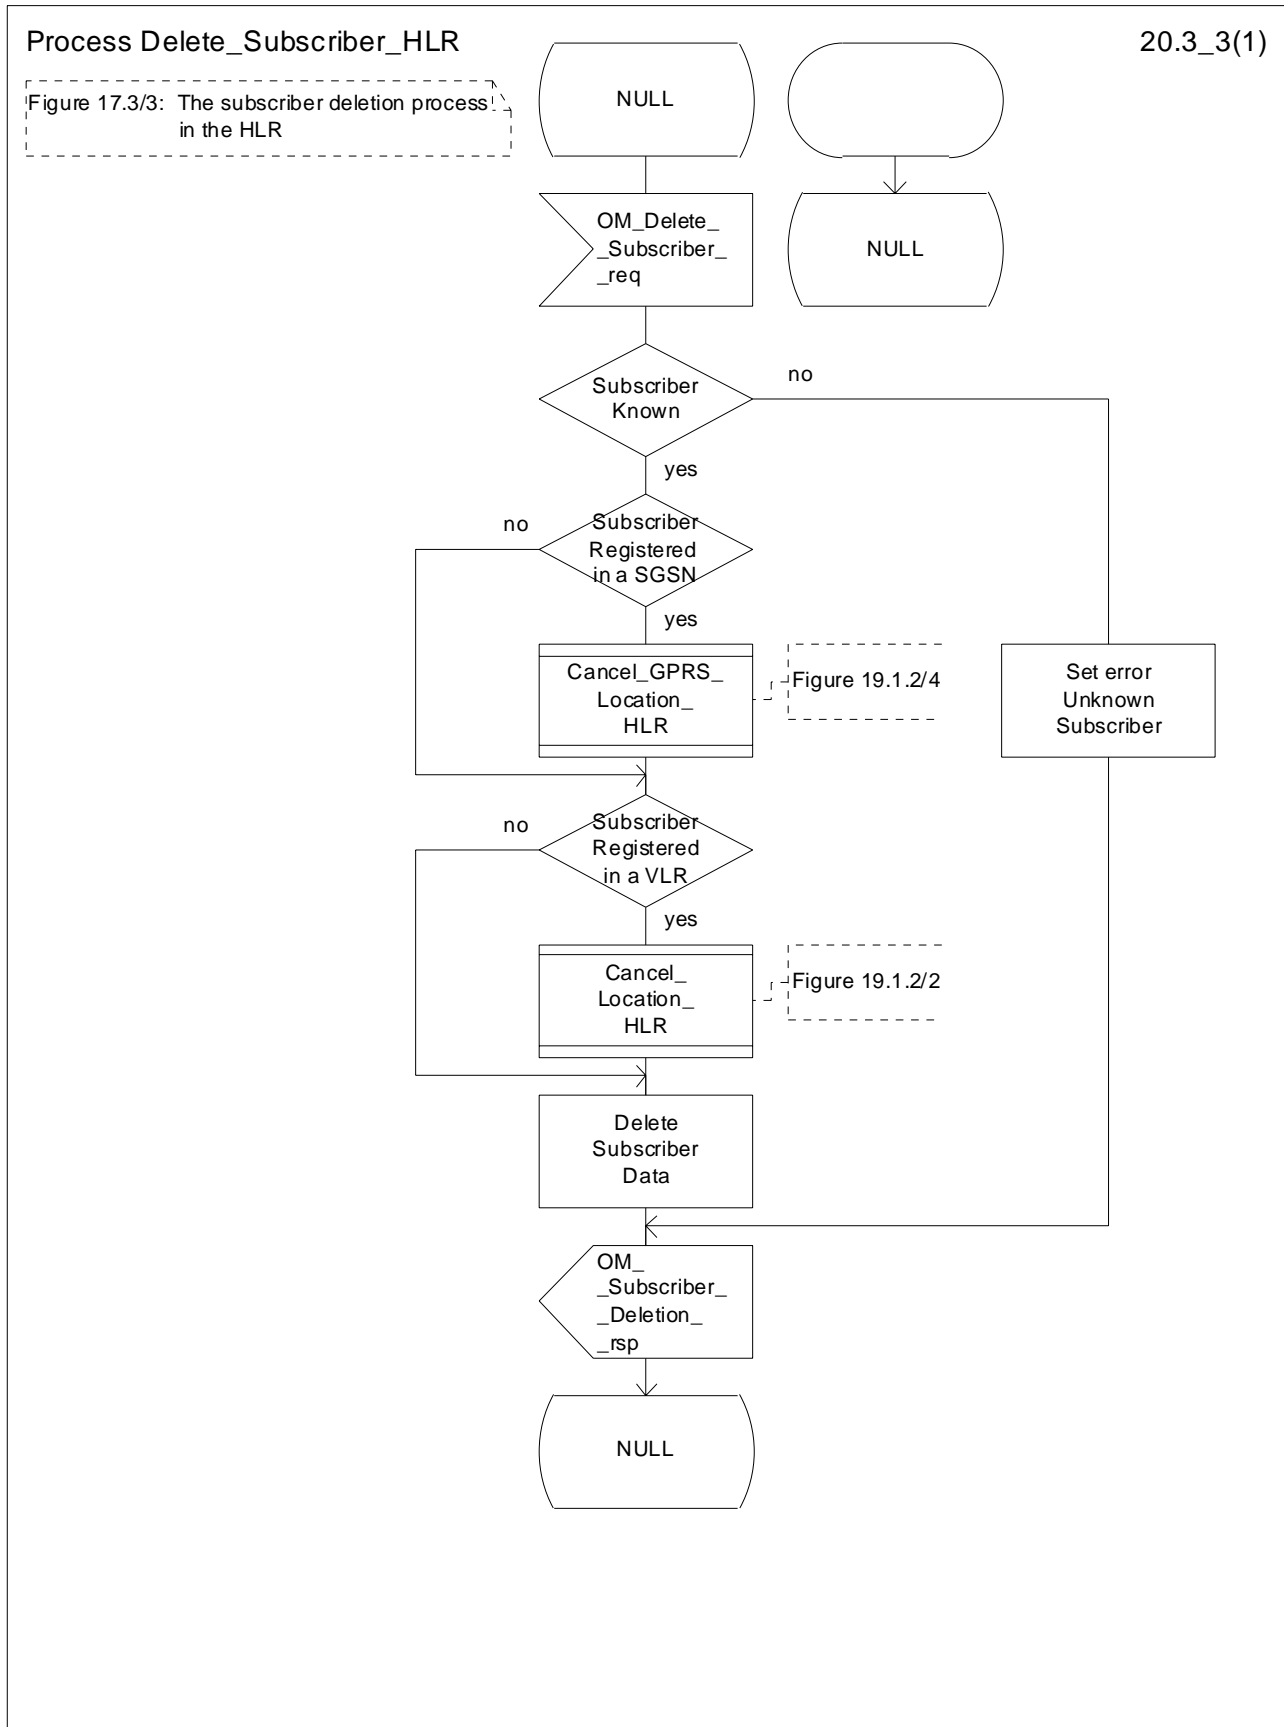 Process Delete_Subscriber_HLR
20.3_3(1)
Figure 17.3/3: The subscriber deletion process
in the HLR
NULL
OM_Delete_
_Subscriber_
_req
NULL
Subscriber
Known
no
yes
no
Subscriber
Registered
in a SGSN
yes
Cancel_GPRS_
Location_
HLR
Figure 19.1.2/4
Set error
Unknown
Subscriber
no
Subscriber
Registered
in a VLR
yes
Cancel_
Location_
HLR
Figure 19.1.2/2
Delete
Subscriber
Data
OM_
_Subscriber_
_Deletion_
_rsp
NULL